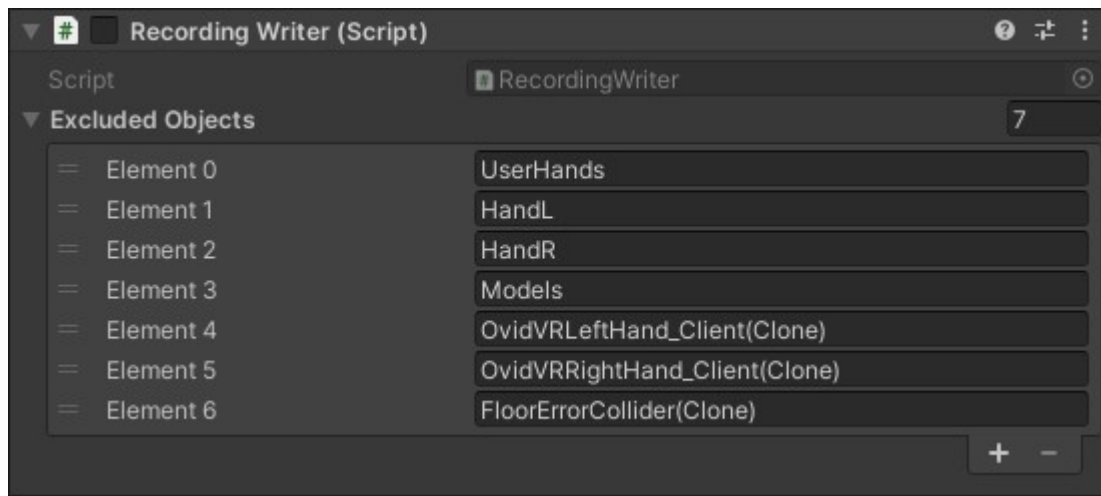 # Recording Writer (Script)
Script # RecordingWriter
Excluded Objects 7
Element 0 UserHands
Element 1 HandL
Element 2 HandR
Element 3 Models
Element 4 OvidVRLeftHand_Client(Clone)
Element 5 OvidVRRightHand_Client(Clone)
Element 6 FloorErrorCollider(Clone)
+ −